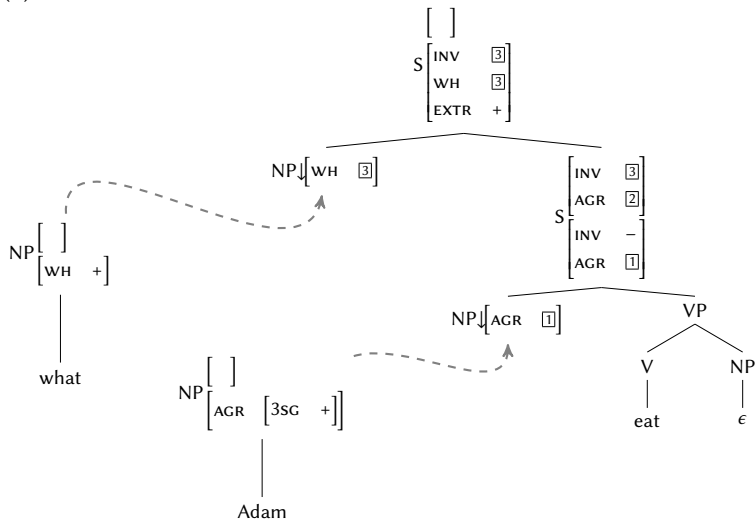 [ ]
S [INV 3
WH 3
EXTR +]
NP↓[WH 3]
S [INV 3
AGR 2]
[INV −
AGR 1]
NP [ ]
[WH +]
what
NP↓[AGR 1]
VP
V NP
eat ϵ
NP [ ]
[AGR [3SG +]]
Adam